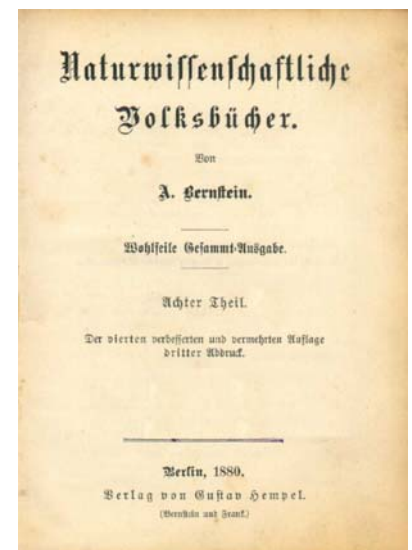 Naturwissenschaftliche
Volksbücher.
Von
A. Bernstein.
Wohlfeile Gesammt-Ausgabe.
Achter Theil.
Der vierten verbesserten und vermehrten Auflage
dritter Abdruck.
Berlin, 1880.
Verlag von Gustav Hempel.
(Bernstein und Frank.)